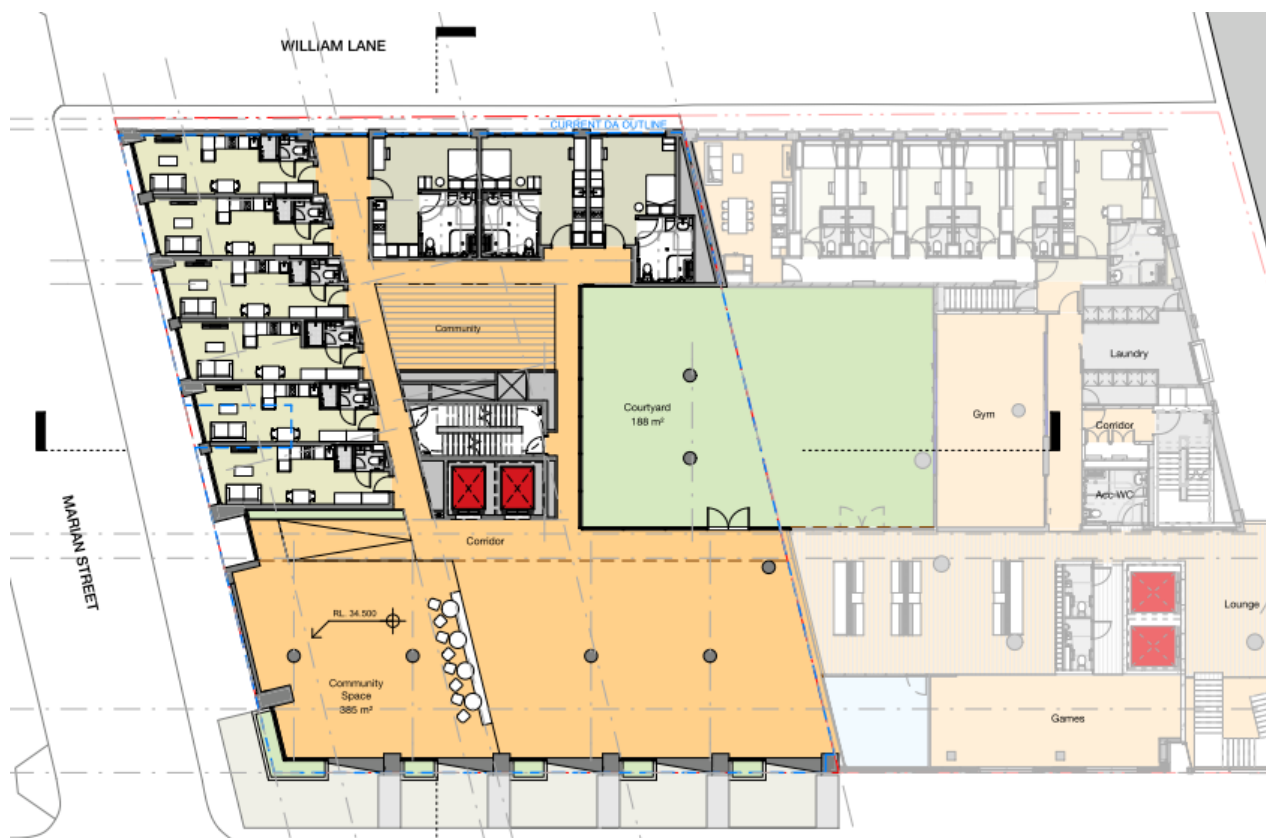 WILLIAM LANE
CURRENT DA OUTLINE
Community
Laundry
Courtyard
188 m²
Gym
Corridor
Acc WC
MARIAN STREET
Corridor
RL. 34.500
Lounge
Community
Space
385 m²
Games